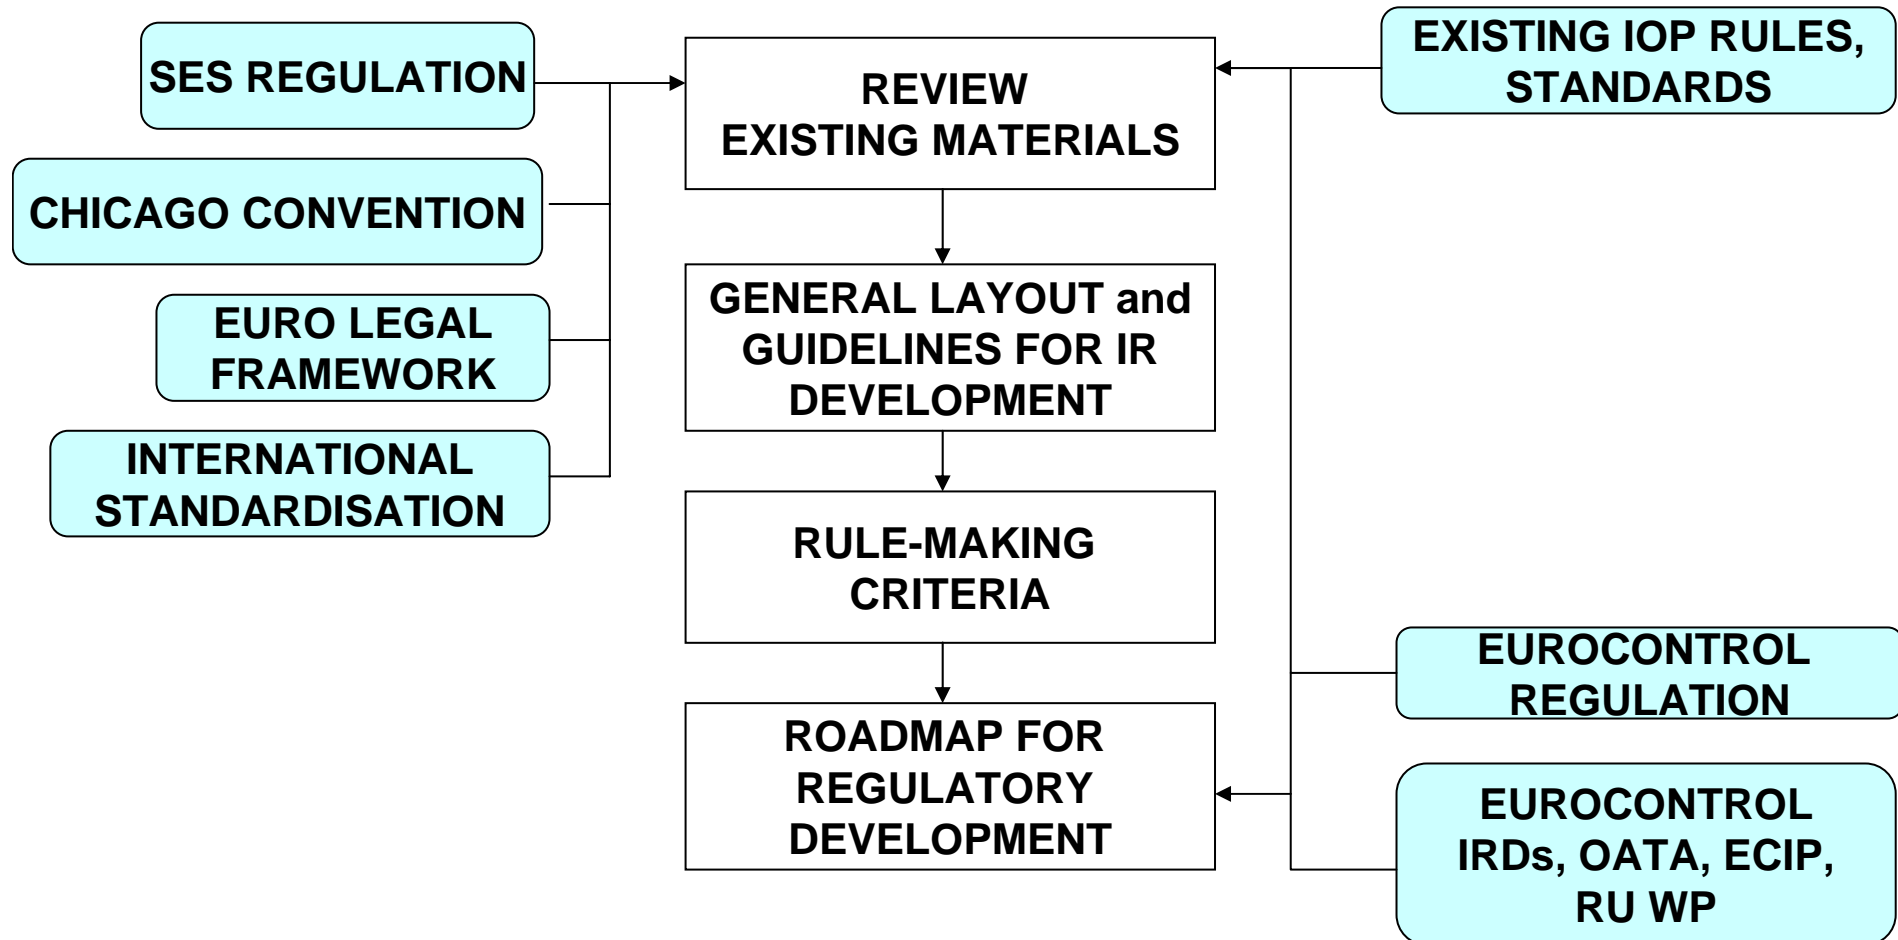 SES REGULATION
CHICAGO CONVENTION
EURO LEGAL
FRAMEWORK
INTERNATIONAL
STANDARDISATION
REVIEW
EXISTING MATERIALS
GENERAL LAYOUT and
GUIDELINES FOR IR
DEVELOPMENT
RULE-MAKING
CRITERIA
ROADMAP FOR
REGULATORY
DEVELOPMENT
EXISTING IOP RULES,
STANDARDS
EUROCONTROL
REGULATION
EUROCONTROL
IRDs, OATA, ECIP,
RU WP